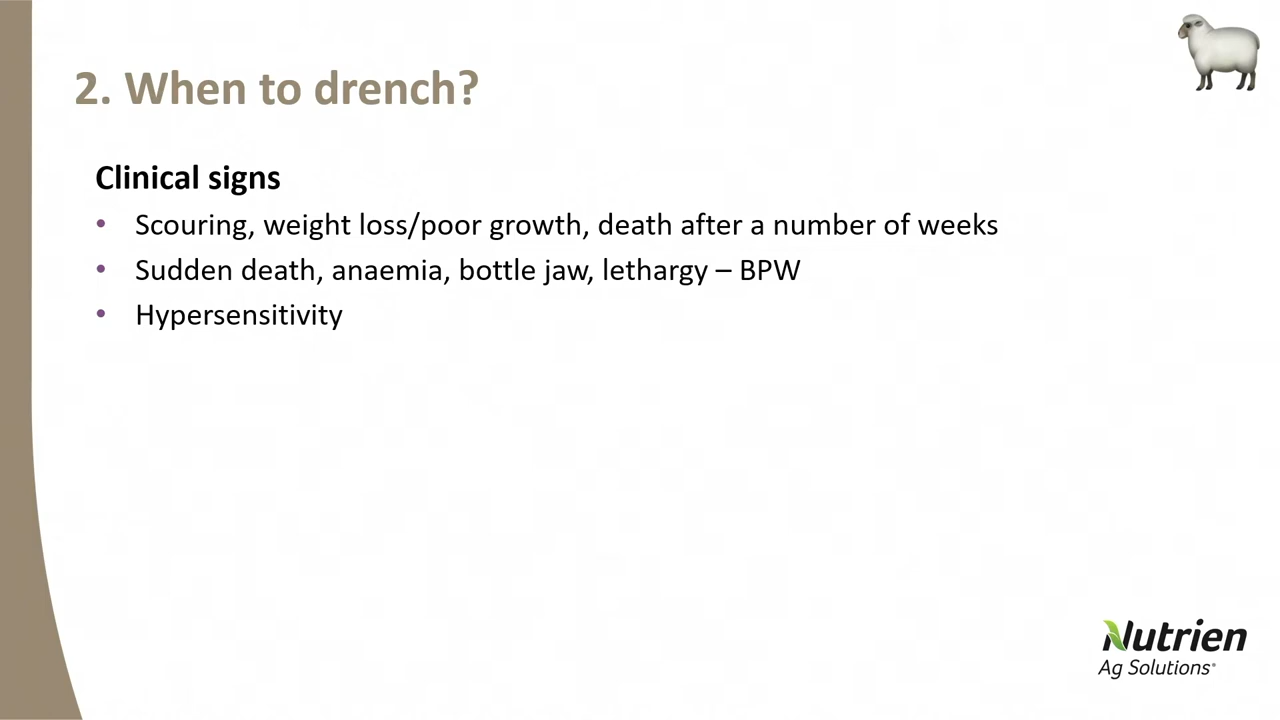 2. When to drench?
Clinical signs
• Scouring, weight loss/poor growth, death after a number of weeks
• Sudden death, anaemia, bottle jaw, lethargy – BPW
• Hypersensitivity
Nutrien
Ag Solutions®